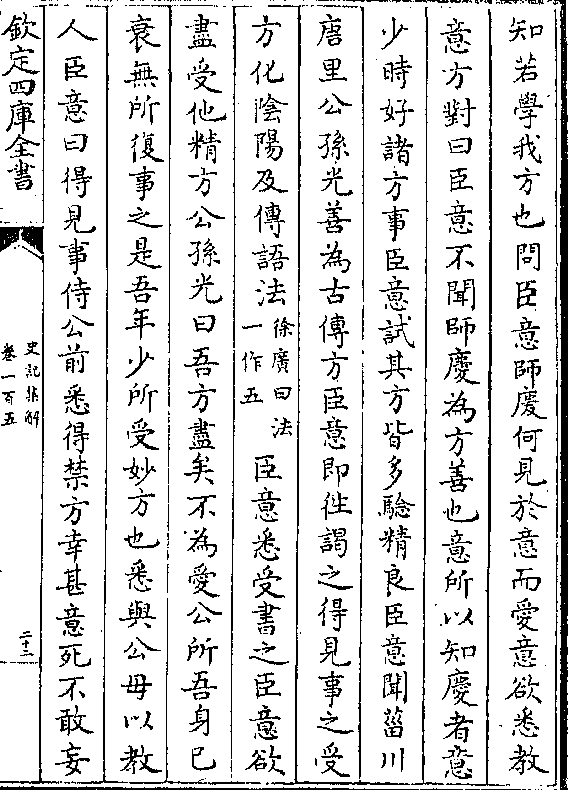 知若學我方也問臣意師慶何見於意而愛意欲悉教
意方對曰臣意不聞師慶為方善也意所以知慶者意
少時好諸方事臣意試其方皆多驗精良臣意聞菑川
唐里公孫光善為古傳方臣意即徃謁之得見事之受
方化陰陽及傳語法徐廣曰法一作五臣意悉受書之臣意欲
盡受他精方公孫光曰吾方盡矣不為愛公所吾身已
衰無所復事之是吾年少所受妙方也悉與公毋以教
人臣意曰得見事侍公前悉得禁方幸甚意死不敢妄
欽定四庫全書
史記集解
卷一百五
二十二